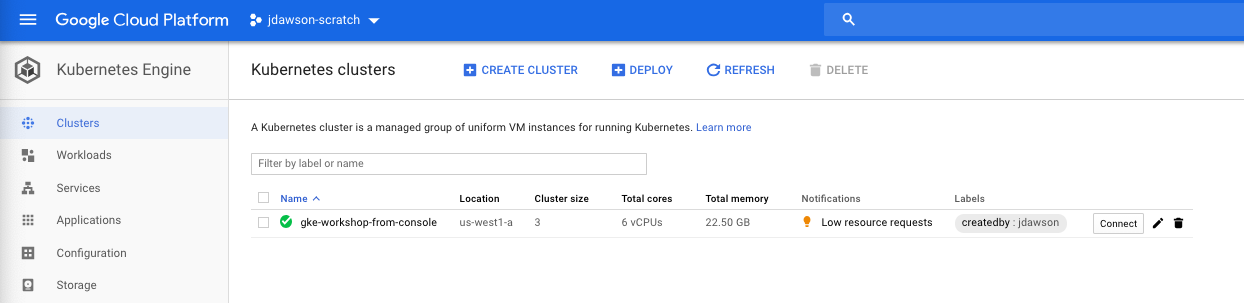 Google Cloud Platform jdawson-scratch
Kubernetes Engine
Clusters
Workloads
Services
Applications
Configuration
Storage
Kubernetes clusters CREATE CLUSTER DEPLOY REFRESH DELETE
A Kubernetes cluster is a managed group of uniform VM instances for running Kubernetes. Learn more
Filter by label or name
Name Location Cluster size Total cores Total memory Notifications Labels
gke-workshop-from-console us-west1-a 3 6 vCPUs 22.50 GB Low resource requests createdby : jdawson Connect